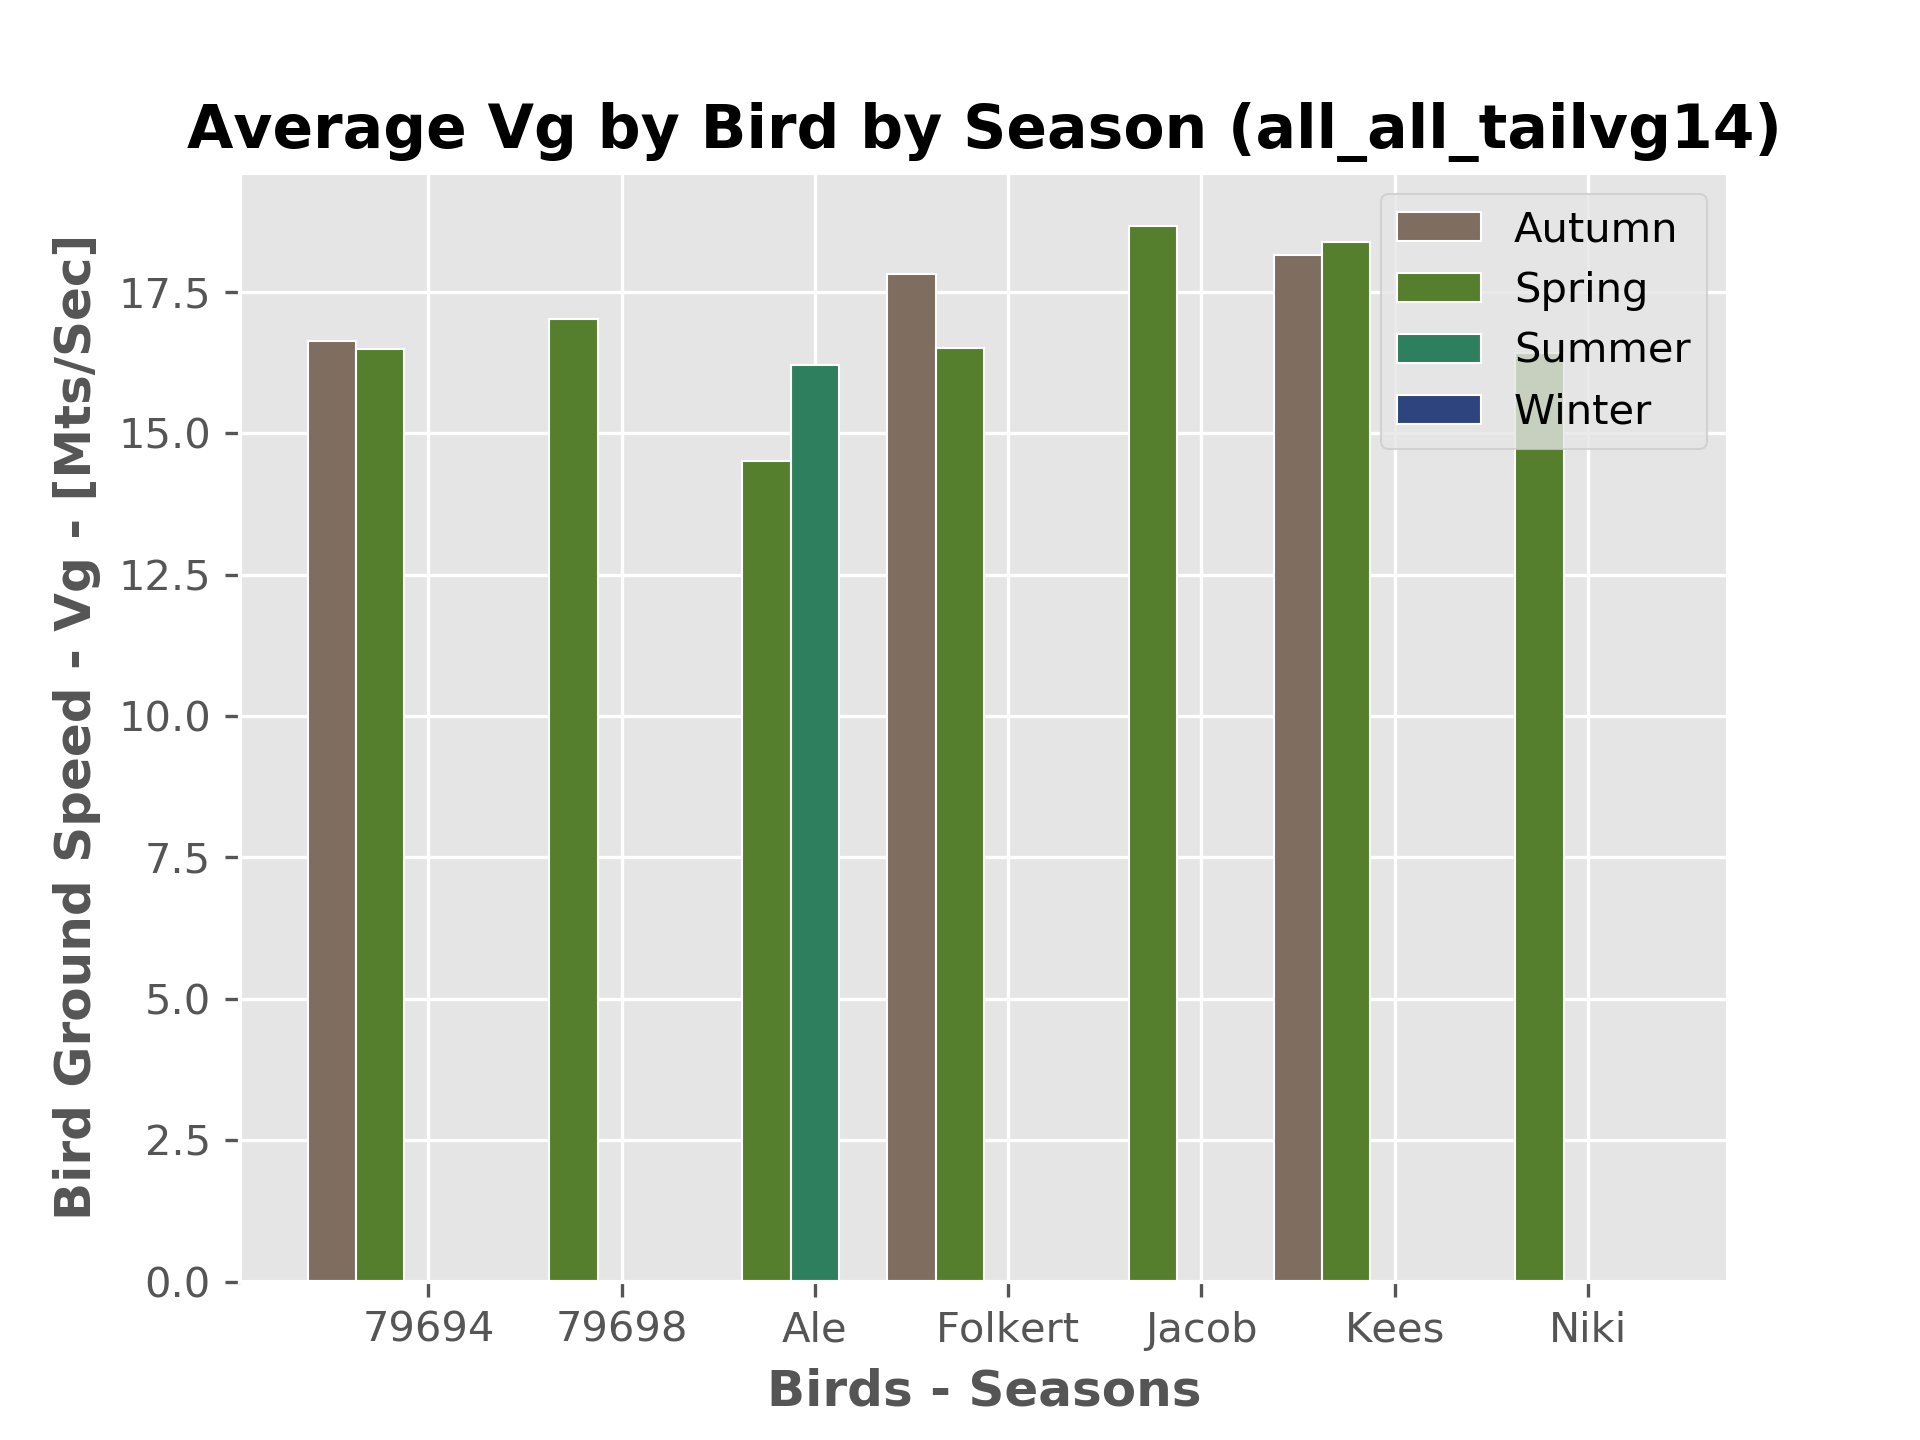 Average Vg by Bird by Season (all_all_tailvg14)
Autumn
Spring
Summer
Winter
Bird Ground Speed - Vg - [Mts/Sec]
17.5
15.0
12.5
10.0
7.5
5.0
2.5
0.0
79694 79698 Ale Folkert Jacob Kees Niki
Birds - Seasons